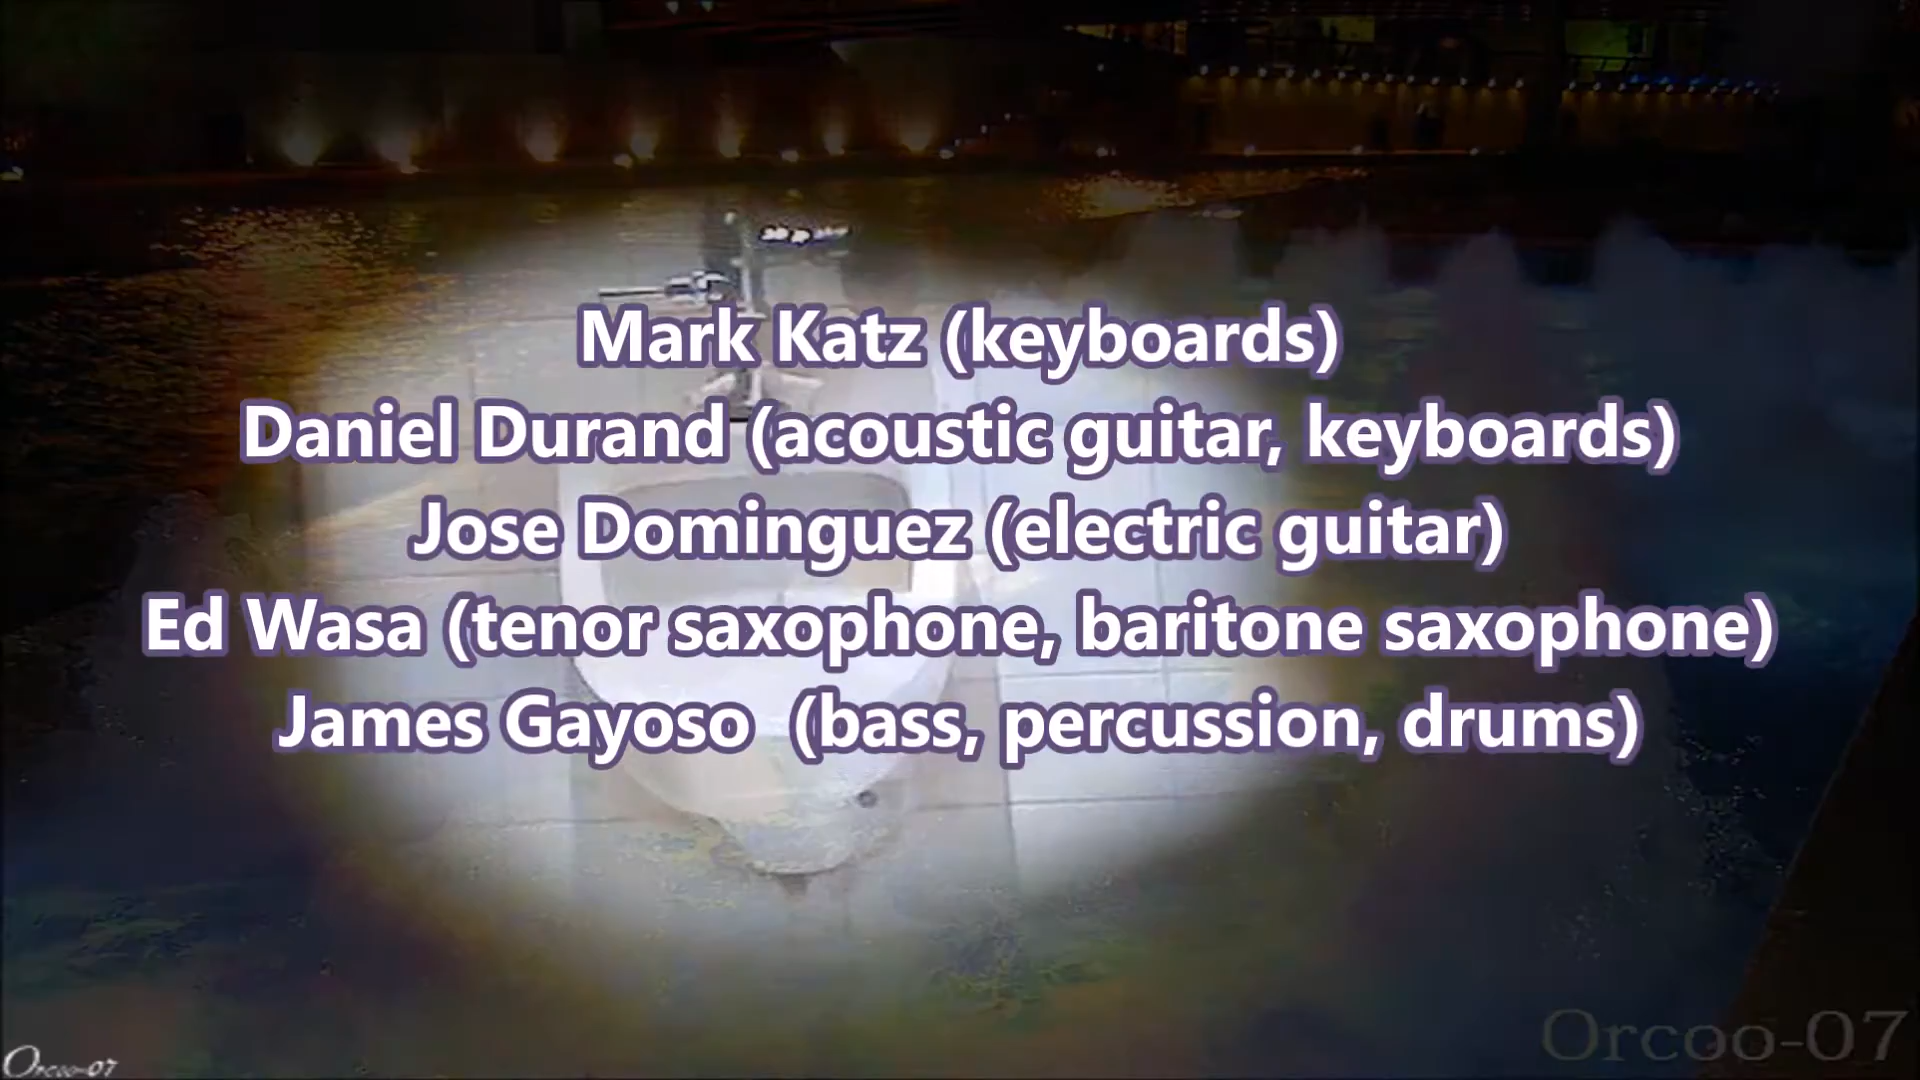 Mark Katz (keyboards)
Daniel Durand (acoustic guitar, keyboards)
Jose Dominguez (electric guitar)
Ed Wasa (tenor saxophone, baritone saxophone)
James Gayoso (bass, percussion, drums)
Orcoo-07
Orcoo-07